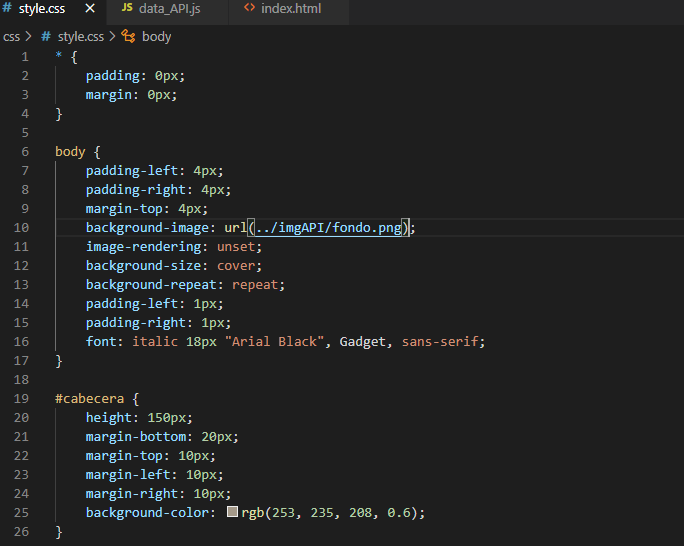 # style.css × JS data_API.js <> index.html
css > # style.css > body
1 * {
2 padding: 0px;
3 margin: 0px;
4 }
5
6 body {
7 padding-left: 4px;
8 padding-right: 4px;
9 margin-top: 4px;
10 background-image: url(../imgAPI/fondo.png);
11 image-rendering: unset;
12 background-size: cover;
13 background-repeat: repeat;
14 padding-left: 1px;
15 padding-right: 1px;
16 font: italic 18px "Arial Black", Gadget, sans-serif;
17 }
18
19 #cabecera {
20 height: 150px;
21 margin-bottom: 20px;
22 margin-top: 10px;
23 margin-left: 10px;
24 margin-right: 10px;
25 background-color: rgb(253, 235, 208, 0.6);
26 }